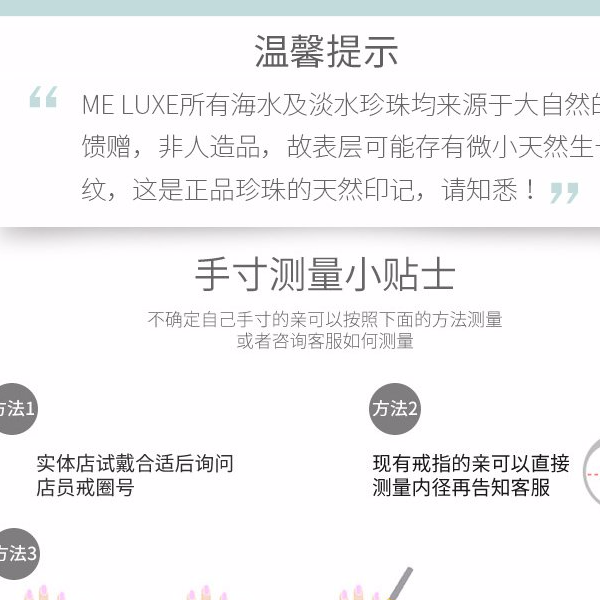 温馨提示
ME LUXE所有海水及淡水珍珠均来源于大自然的
馈赠，非人造品，故表层可能存有微小天然生长
纹，这是正品珍珠的天然印记，请知悉！
手寸测量小贴士
不确定自己手寸的亲可以按照下面的方法测量
或者咨询客服如何测量
方法1
方法2
实体店试戴合适后询问
店员戒圈号
现有戒指的亲可以直接
测量内径再告知客服
方法3